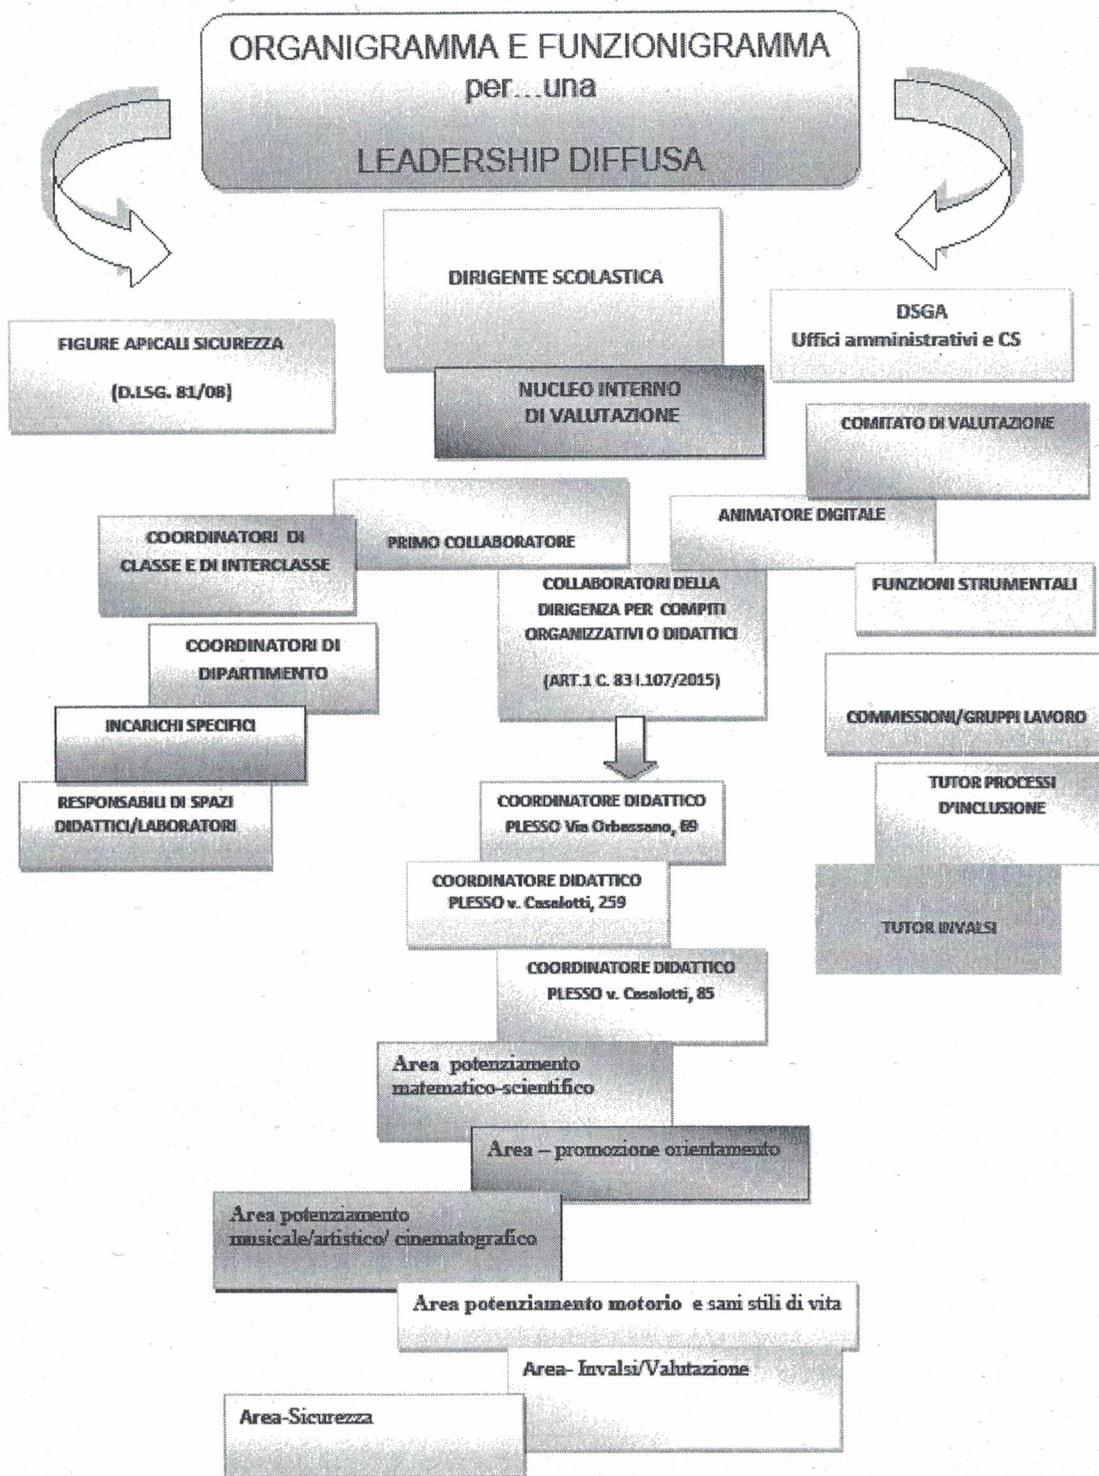 ORGANIGRAMMA E FUNZIONIGRAMMA
per...una
LEADERSHIP DIFFUSA
DIRIGENTE SCOLASTICA
DSGA
Uffici amministrativi e CS
FIGURE APICALI SICUREZZA
(D.LSG. 81/08)
NUCLEO INTERNO
DI VALUTAZIONE
COMITATO DI VALUTAZIONE
ANIMATORE DIGITALE
PRIMO COLLABORATORE
COORDINATORI DI
CLASSE E DI INTERCLASSE
COLLABORATORI DELLA
DIRIGENZA PER COMPITI
ORGANIZZATIVI O DIDATTICI
(ART.1 C. 83 l.107/2015)
FUNZIONI STRUMENTALI
COORDINATORI DI
DIPARTIMENTO
COMMISSIONI/GRUPPI LAVORO
INCARICHI SPECIFICI
TUTOR PROCESSI
D'INCLUSIONE
RESPONSABILI DI SPAZI
DIDATTICI/LABORATORI
COORDINATORE DIDATTICO
PLESSO Via Orbassano, 69
COORDINATORE DIDATTICO
PLESSO v. Casalotti, 259
TUTOR INVALSI
COORDINATORE DIDATTICO
PLESSO v. Casalotti, 85
Area potenziamento
matematico-scientifico
Area – promozione orientamento
Area potenziamento
musicale/artistico/ cinematografico
Area potenziamento motorio e sani stili di vita
Area- Invalsi/Valutazione
Area-Sicurezza